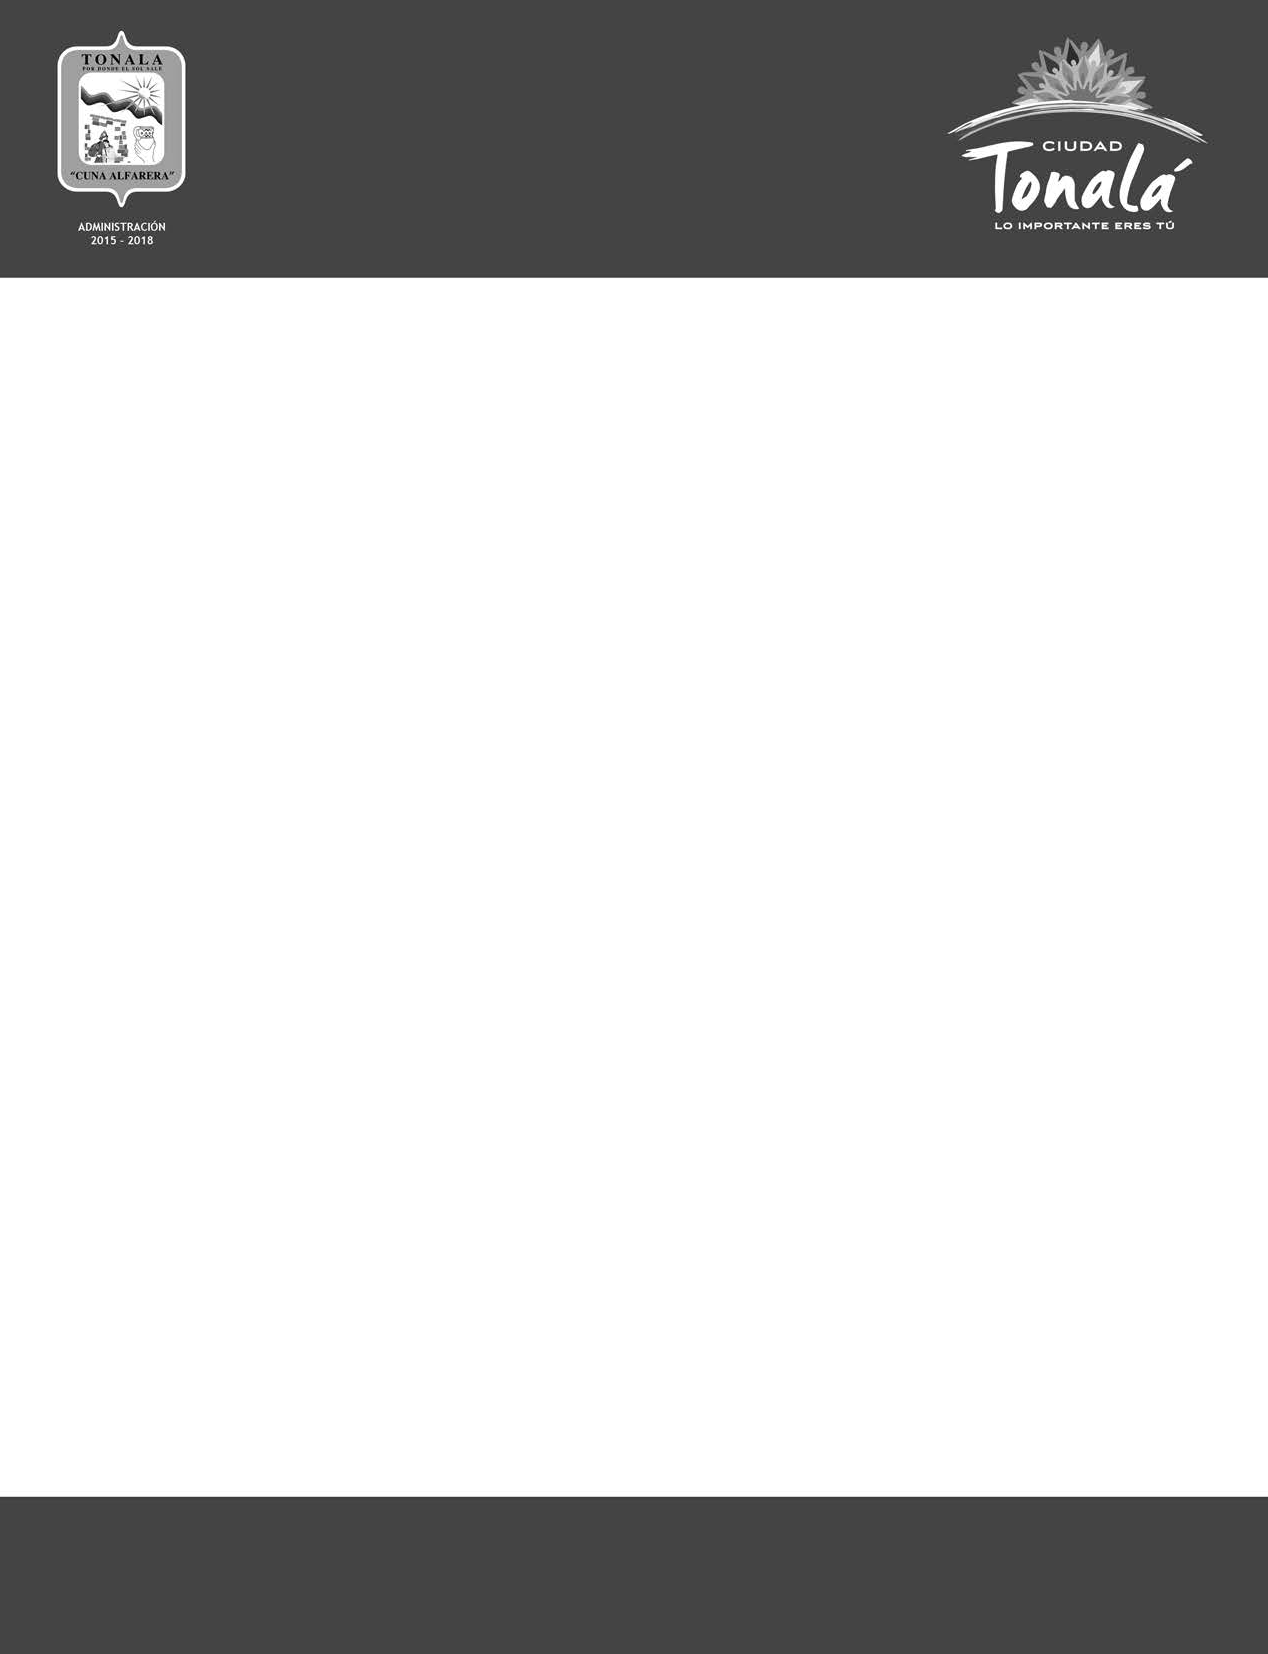 TONALA
POR DONDE EL SOL SALE
"CUNA ALFARERA"
ADMINISTRACIÓN
2015 - 2018
CIUDAD
Tonalá
LO IMPORTANTE ERES TÚ